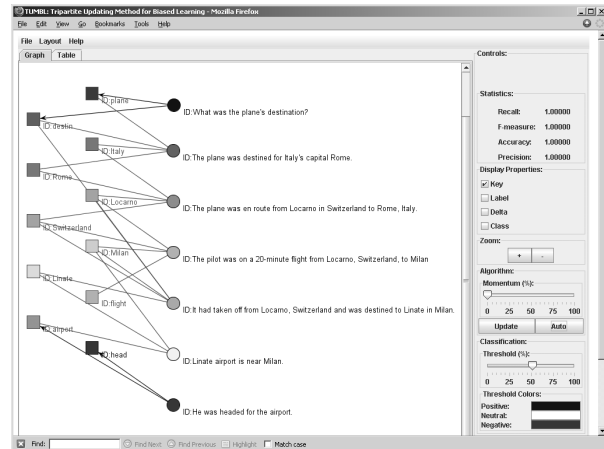 TUMBL: Tripartite Updating Method for Biased Learning - Mozilla Firefox
File Edit View Go Bookmarks Tools Help
File Layout Help
Graph Table
ID:plane
ID:What was the plane's destination?
ID:destin
ID:Italy
ID:The plane was destined for Italy's capital Rome.
ID:Rome
ID:Locarno
ID:The plane was en route from Locarno in Switzerland to Rome, Italy.
ID:Switzerland
ID:Milan
ID:The pilot was on a 20-minute flight from Locarno, Switzerland, to Milan
ID:Linate
ID:flight
ID:It had taken off from Locarno, Switzerland and was destined to Linate in Milan.
ID:airport
ID:head
ID:Linate airport is near Milan.
ID:He was headed for the airport.
Controls:
Statistics:
Recall: 1.00000
F-measure: 1.00000
Accuracy: 1.00000
Precision: 1.00000
Display Properties:
Key
Label
Delta
Class
Zoom:
+ -
Algorithm:
Momentum (%):
0 25 50 75 100
Update Auto
Classification:
Threshold (%):
0 25 50 75 100
Threshold Colors:
Positive:
Neutral:
Negative:
Find: Find Next Find Previous Highlight Match case